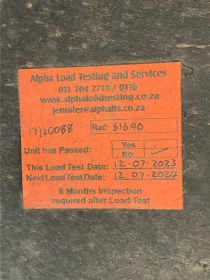 Alpha Load Testing and Services
011 704 2718 / 0116
www.alphaloadtesting.co.za
jennifer@alphalts.co.za
17120088 Ref: 81690
Unit has Passed: Yes
No
This Load Test Date: 12.07.2023
Next Load Test Date: 12.07.2024
6 Months Inspection
required after Load Test